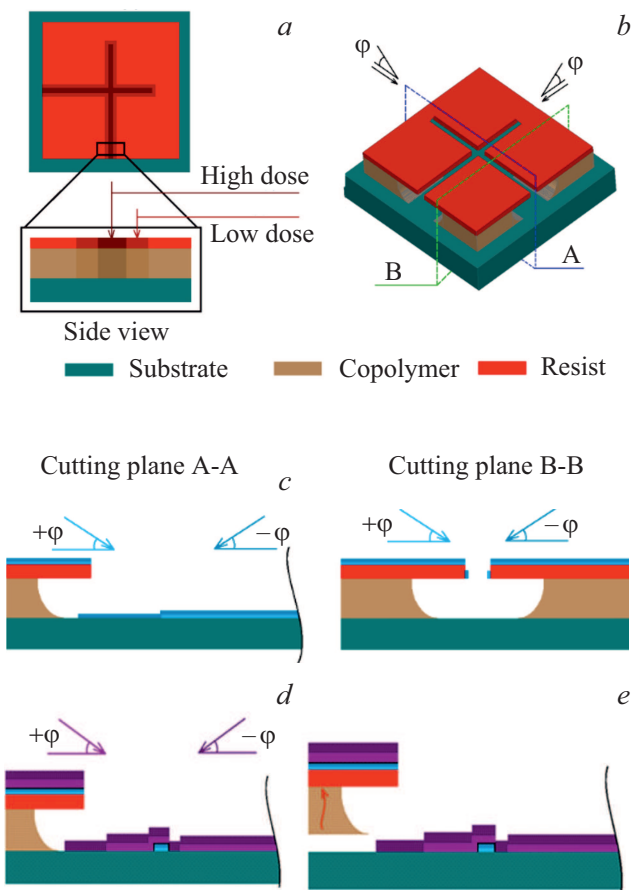 a
b
φ
φ
High dose
Low dose
A
B
Side view
Substrate
Copolymer
Resist
Cutting plane A-A
Cutting plane B-B
c
+φ
−φ
+φ
−φ
d
e
+φ
−φ